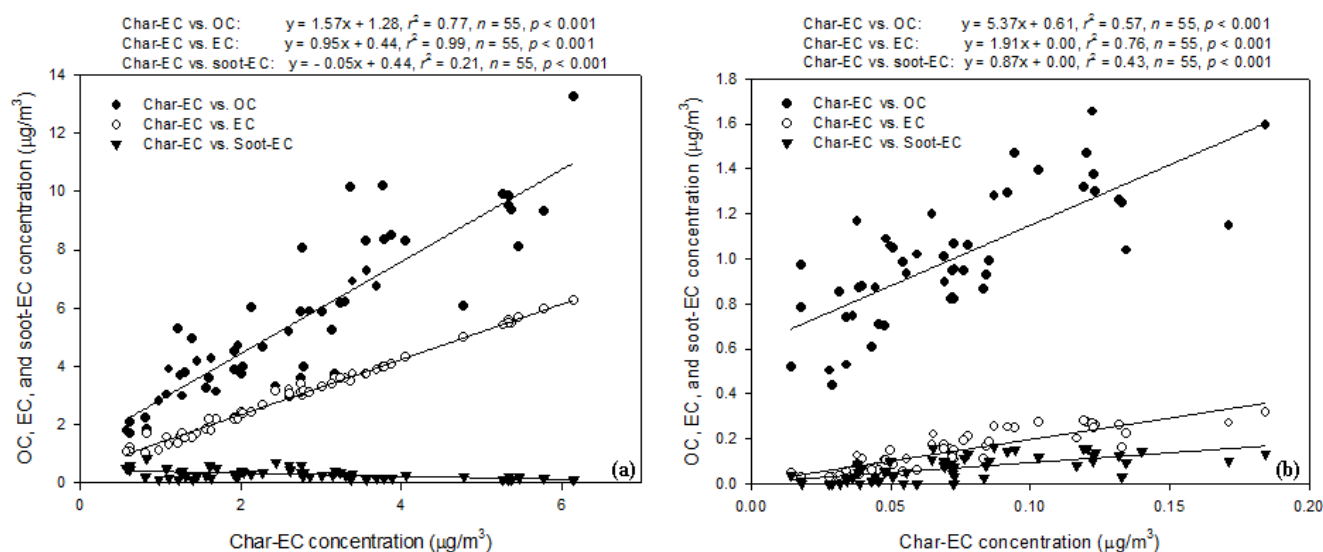 Char-EC vs. OC: y = 1.57x + 1.28, r² = 0.77, n = 55, p < 0.001
Char-EC vs. EC: y = 0.95x + 0.44, r² = 0.99, n = 55, p < 0.001
Char-EC vs. soot-EC: y = - 0.05x + 0.44, r² = 0.21, n = 55, p < 0.001
14
12
10
8
6
4
2
0
OC, EC, and soot-EC concentration (µg/m³)
Char-EC vs. OC
Char-EC vs. EC
Char-EC vs. Soot-EC
(a)
0 2 4 6
Char-EC concentration (µg/m³)
Char-EC vs. OC: y = 5.37x + 0.61, r² = 0.57, n = 55, p < 0.001
Char-EC vs. EC: y = 1.91x + 0.00, r² = 0.76, n = 55, p < 0.001
Char-EC vs. soot-EC: y = 0.87x + 0.00, r² = 0.43, n = 55, p < 0.001
1.8
1.6
1.4
1.2
1.0
0.8
0.6
0.4
0.2
0.0
OC, EC, and soot-EC concentration (µg/m³)
Char-EC vs. OC
Char-EC vs. EC
Char-EC vs. Soot-EC
(b)
0.00 0.05 0.10 0.15 0.20
Char-EC concentration (µg/m³)